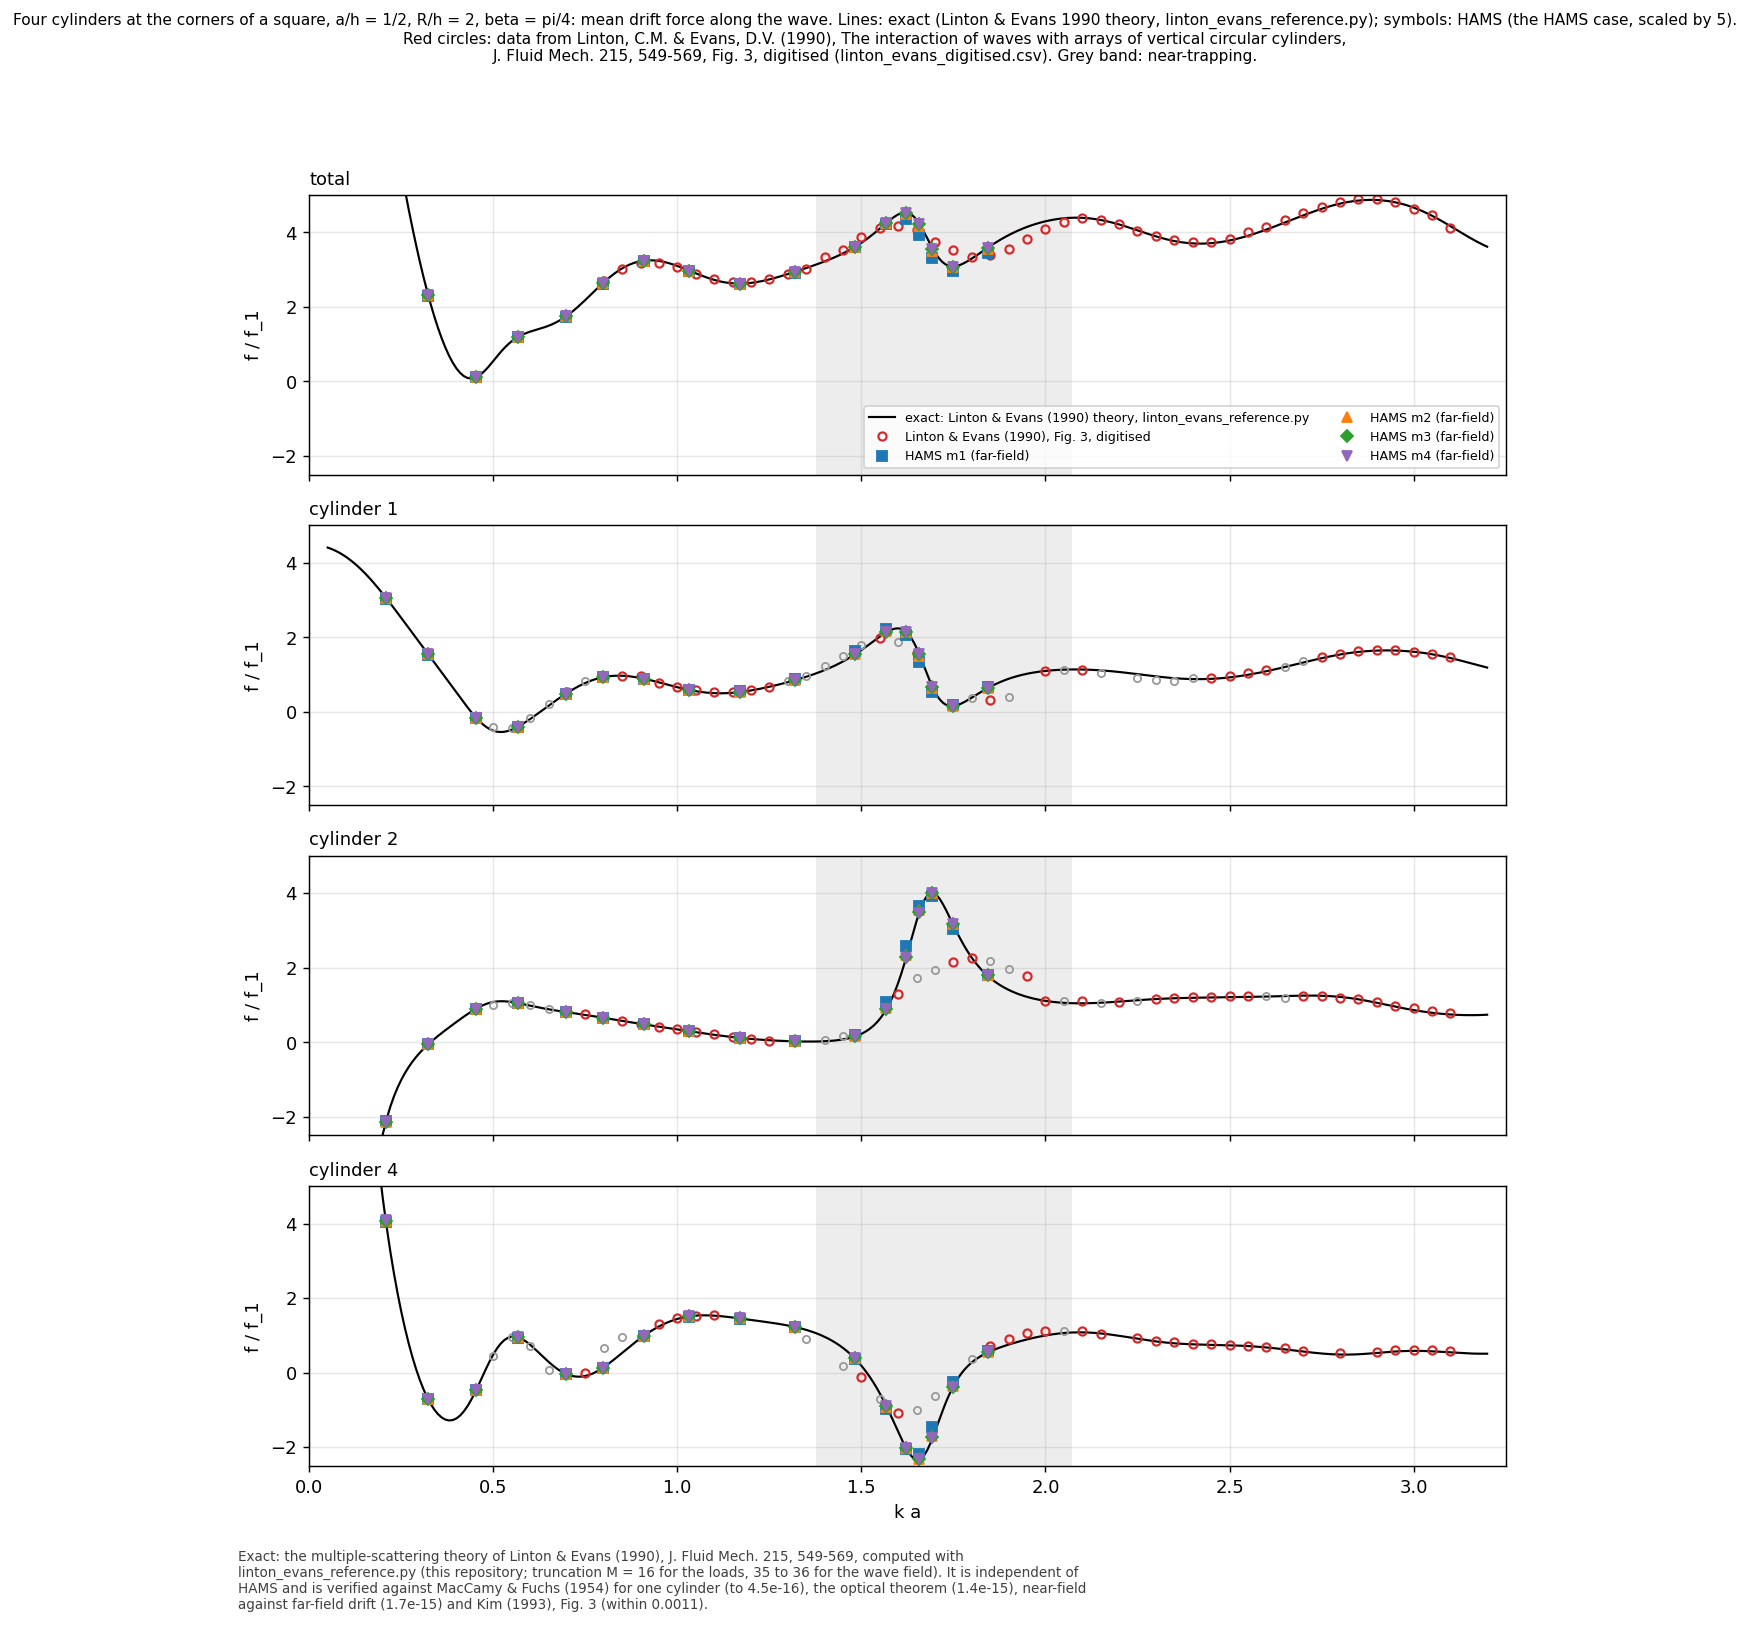 Four cylinders at the corners of a square, a/h = 1/2, R/h = 2, beta = pi/4: mean drift force along the wave. Lines: exact (Linton & Evans 1990 theory, linton_evans_reference.py); symbols: HAMS (the HAMS case, scaled by 5).
Red circles: data from Linton, C.M. & Evans, D.V. (1990), The interaction of waves with arrays of vertical circular cylinders,
J. Fluid Mech. 215, 549-569, Fig. 3, digitised (linton_evans_digitised.csv). Grey band: near-trapping.
total
4
2
0
−2
f / f_1
exact: Linton & Evans (1990) theory, linton_evans_reference.py
Linton & Evans (1990), Fig. 3, digitised
HAMS m1 (far-field)
HAMS m2 (far-field)
HAMS m3 (far-field)
HAMS m4 (far-field)
cylinder 1
4
2
0
−2
f / f_1
cylinder 2
4
2
0
−2
f / f_1
cylinder 4
4
2
0
−2
f / f_1
0.0 0.5 1.0 1.5 2.0 2.5 3.0
k a
Exact: the multiple-scattering theory of Linton & Evans (1990), J. Fluid Mech. 215, 549-569, computed with
linton_evans_reference.py (this repository; truncation M = 16 for the loads, 35 to 36 for the wave field). It is independent of
HAMS and is verified against MacCamy & Fuchs (1954) for one cylinder (to 4.5e-16), the optical theorem (1.4e-15), near-field
against far-field drift (1.7e-15) and Kim (1993), Fig. 3 (within 0.0011).